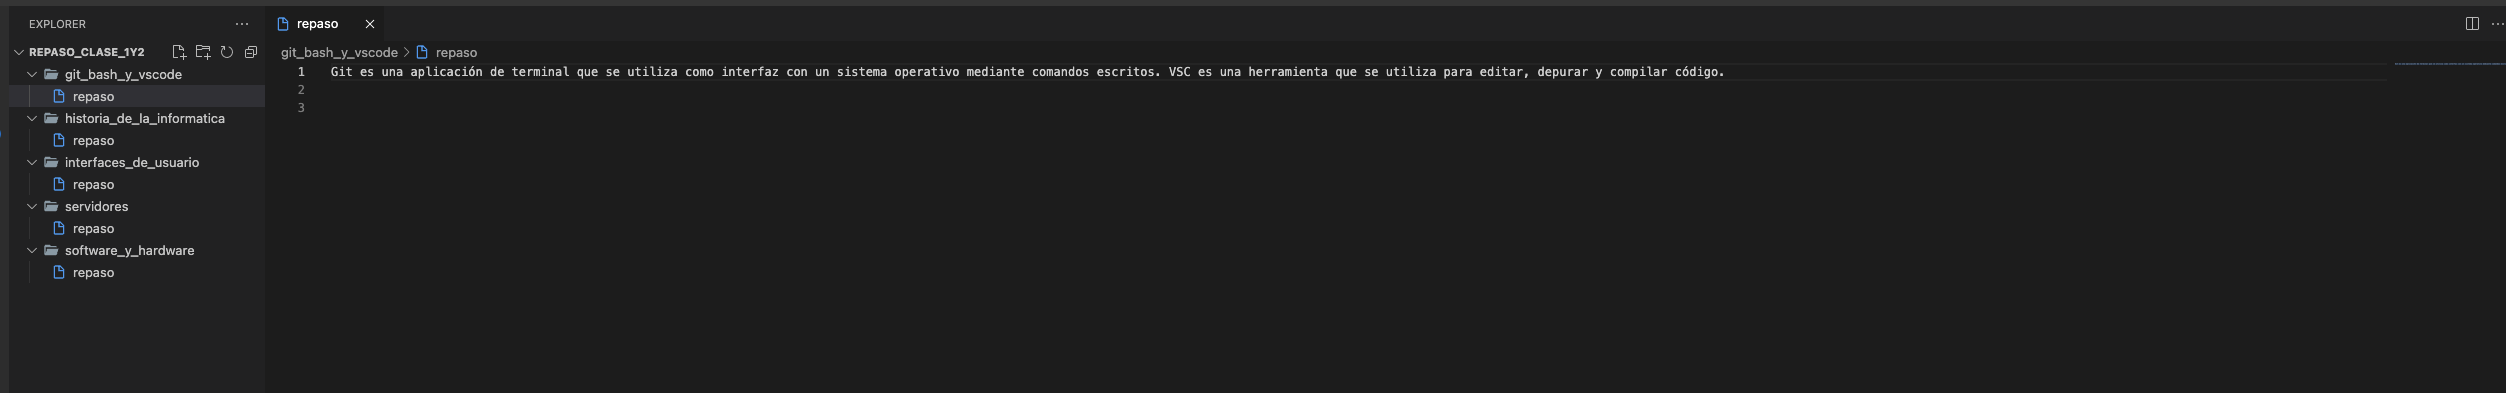 EXPLORER
REPASO_CLASE_1Y2
git_bash_y_vscode
repaso
historia_de_la_informatica
repaso
interfaces_de_usuario
repaso
servidores
repaso
software_y_hardware
repaso
repaso
git_bash_y_vscode > repaso
1 Git es una aplicación de terminal que se utiliza como interfaz con un sistema operativo mediante comandos escritos. VSC es una herramienta que se utiliza para editar, depurar y compilar código.
2
3